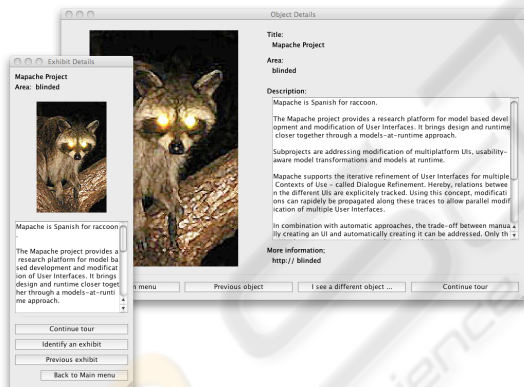 Object Details
Title:
Mapache Project
Area:
blinded
Description:
Mapache is Spanish for raccoon.
The Mapache project provides a research platform for model based devel
opment and modification of User Interfaces. It brings design and runtime
closer together through a models-at-runtime approach.
Subprojects are addressing modification of multiplatform UIs, usability-
aware model transformations and models at runtime.
Mapache supports the iterative refinement of User Interfaces for multiple
Contexts of Use - called Dialogue Refinement. Hereby, relations betwee
n the different UIs are explicitely tracked. Using this concept, modificati
ons can rapidely be propagated along these traces to allow parallel modif
ication of multiple User Interfaces.
In combination with automatic approaches, the trade-off between manua
lly creating an UI and automatically creating it can be addressed. Only th
More information:
http:// blinded
n menu
Previous object
I see a different object ...
Continue tour
Exhibit Details
Mapache Project
Area: blinded
Mapache is Spanish for raccoon
.
The Mapache project provides a
research platform for model ba
sed development and modificat
ion of User Interfaces. It brings
design and runtime closer toget
her through a models-at-runti
me approach.
Continue tour
Identify an exhibit
Previous exhibit
Back to Main menu